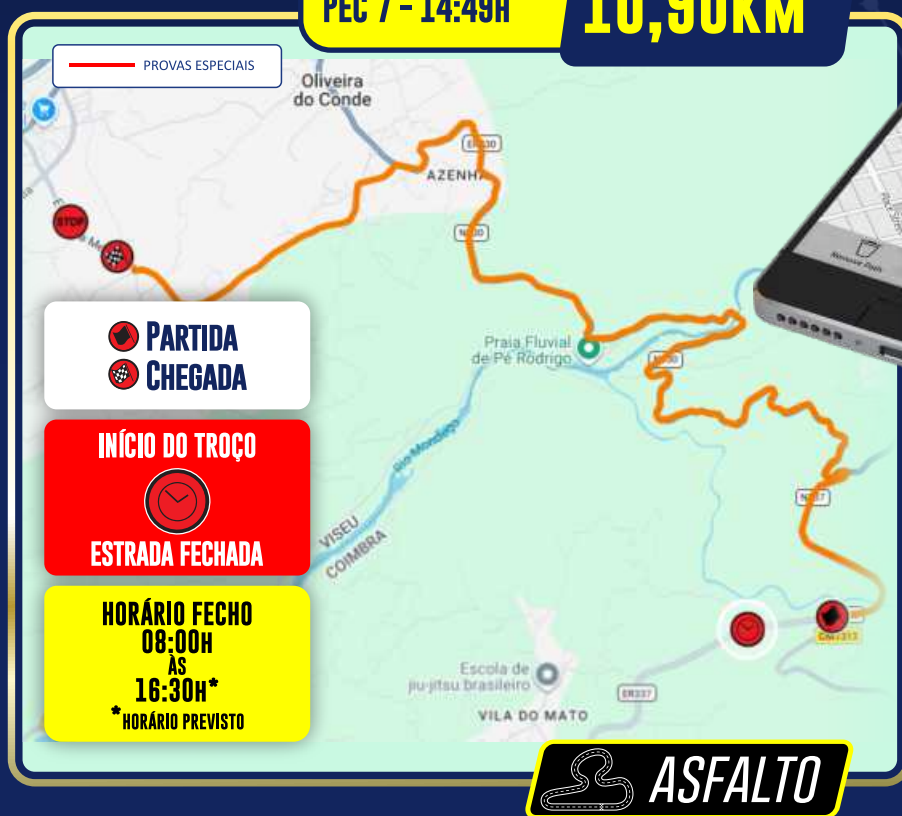 PEC 7 - 14:49H
10,90KM
PROVAS ESPECIAIS
Oliveira
do Conde
AZENHA
STOP
PARTIDA
CHEGADA
Praia Fluvial
de Pé Rodrigo
INÍCIO DO TROÇO
ESTRADA FECHADA
Rio Mondego
VISEU
COIMBRA
HORÁRIO FECHO
08:00H
ÀS
16:30H*
*HORÁRIO PREVISTO
Escola de
jiu-jitsu brasileiro
VILA DO MATO
ER337
ASFALTO